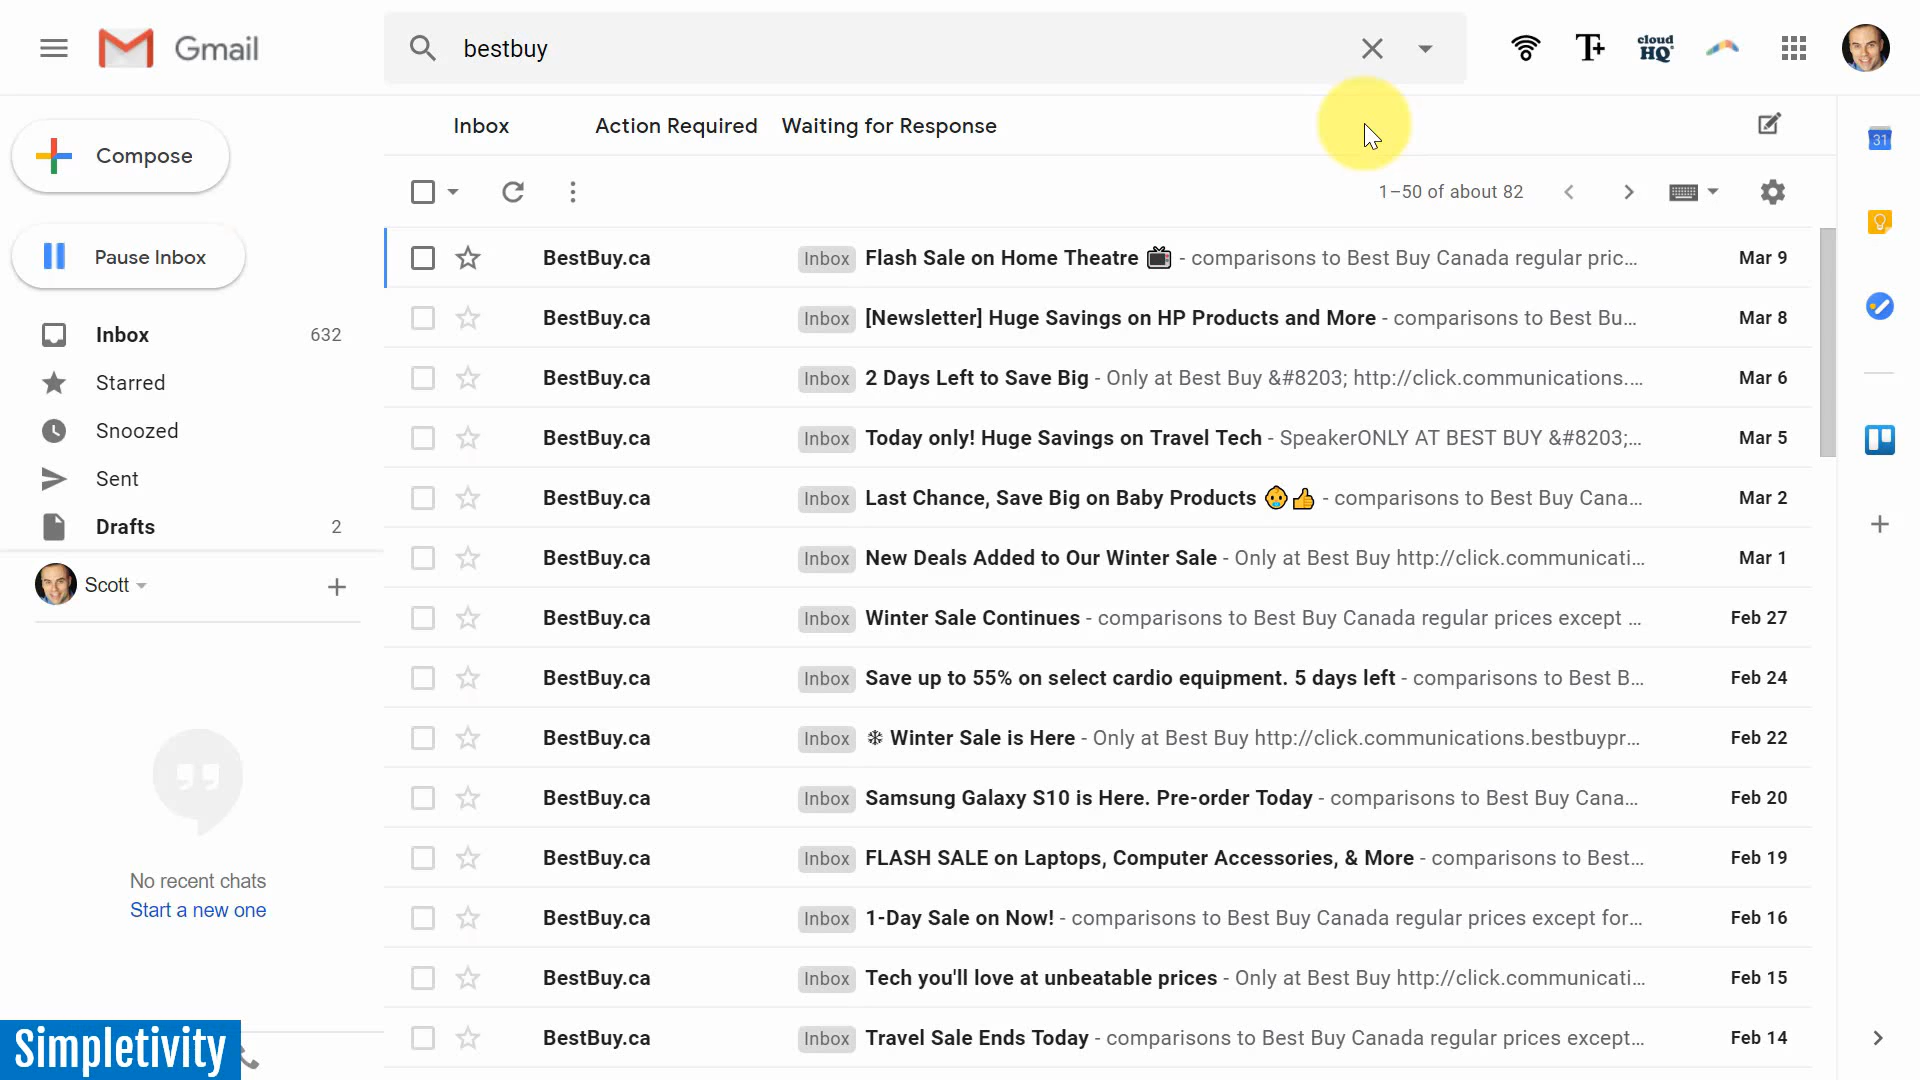 Gmail
bestbuy
T+
cloud HQ
Inbox Action Required Waiting for Response
31
Compose
1–50 of about 82
Pause Inbox
Inbox 632
Starred
Snoozed
Sent
Drafts 2
Scott
No recent chats
Start a new one
BestBuy.ca Inbox Flash Sale on Home Theatre 📺 - comparisons to Best Buy Canada regular pric... Mar 9
BestBuy.ca Inbox [Newsletter] Huge Savings on HP Products and More - comparisons to Best Bu... Mar 8
BestBuy.ca Inbox 2 Days Left to Save Big - Only at Best Buy &#8203; http://click.communications.... Mar 6
BestBuy.ca Inbox Today only! Huge Savings on Travel Tech - SpeakerONLY AT BEST BUY &#8203;... Mar 5
BestBuy.ca Inbox Last Chance, Save Big on Baby Products 👶👍 - comparisons to Best Buy Cana... Mar 2
BestBuy.ca Inbox New Deals Added to Our Winter Sale - Only at Best Buy http://click.communicati... Mar 1
BestBuy.ca Inbox Winter Sale Continues - comparisons to Best Buy Canada regular prices except ... Feb 27
BestBuy.ca Inbox Save up to 55% on select cardio equipment. 5 days left - comparisons to Best B... Feb 24
BestBuy.ca Inbox ❄ Winter Sale is Here - Only at Best Buy http://click.communications.bestbuypr... Feb 22
BestBuy.ca Inbox Samsung Galaxy S10 is Here. Pre-order Today - comparisons to Best Buy Cana... Feb 20
BestBuy.ca Inbox FLASH SALE on Laptops, Computer Accessories, & More - comparisons to Best... Feb 19
BestBuy.ca Inbox 1-Day Sale on Now! - comparisons to Best Buy Canada regular prices except for... Feb 16
BestBuy.ca Inbox Tech you'll love at unbeatable prices - Only at Best Buy http://click.communicati... Feb 15
BestBuy.ca Inbox Travel Sale Ends Today - comparisons to Best Buy Canada regular prices except... Feb 14
Simpletivity